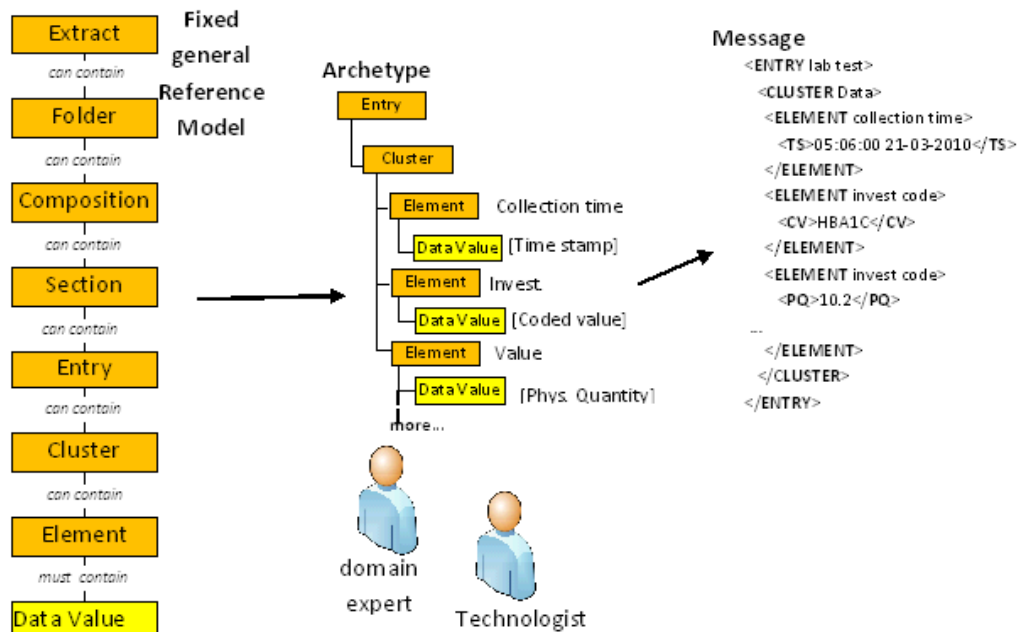 Extract
can contain
Folder
can contain
Composition
can contain
Section
can contain
Entry
can contain
Cluster
can contain
Element
must contain
Data Value
Fixed
general
Reference
Model
Archetype
Entry
Cluster
Element Collection time
Data Value [Time stamp]
Element Invest.
Data Value [Coded value]
Element Value
Data Value [Phys. Quantity]
more...
domain
expert
Technologist
Message
<ENTRY lab test>
<CLUSTER Data>
<ELEMENT collection time>
<TS>05:06:00 21-03-2010</TS>
</ELEMENT>
<ELEMENT invest code>
<CV>HBA1C</CV>
</ELEMENT>
<ELEMENT invest code>
<PQ>10.2</PQ>
...
</ELEMENT>
</CLUSTER>
</ENTRY>